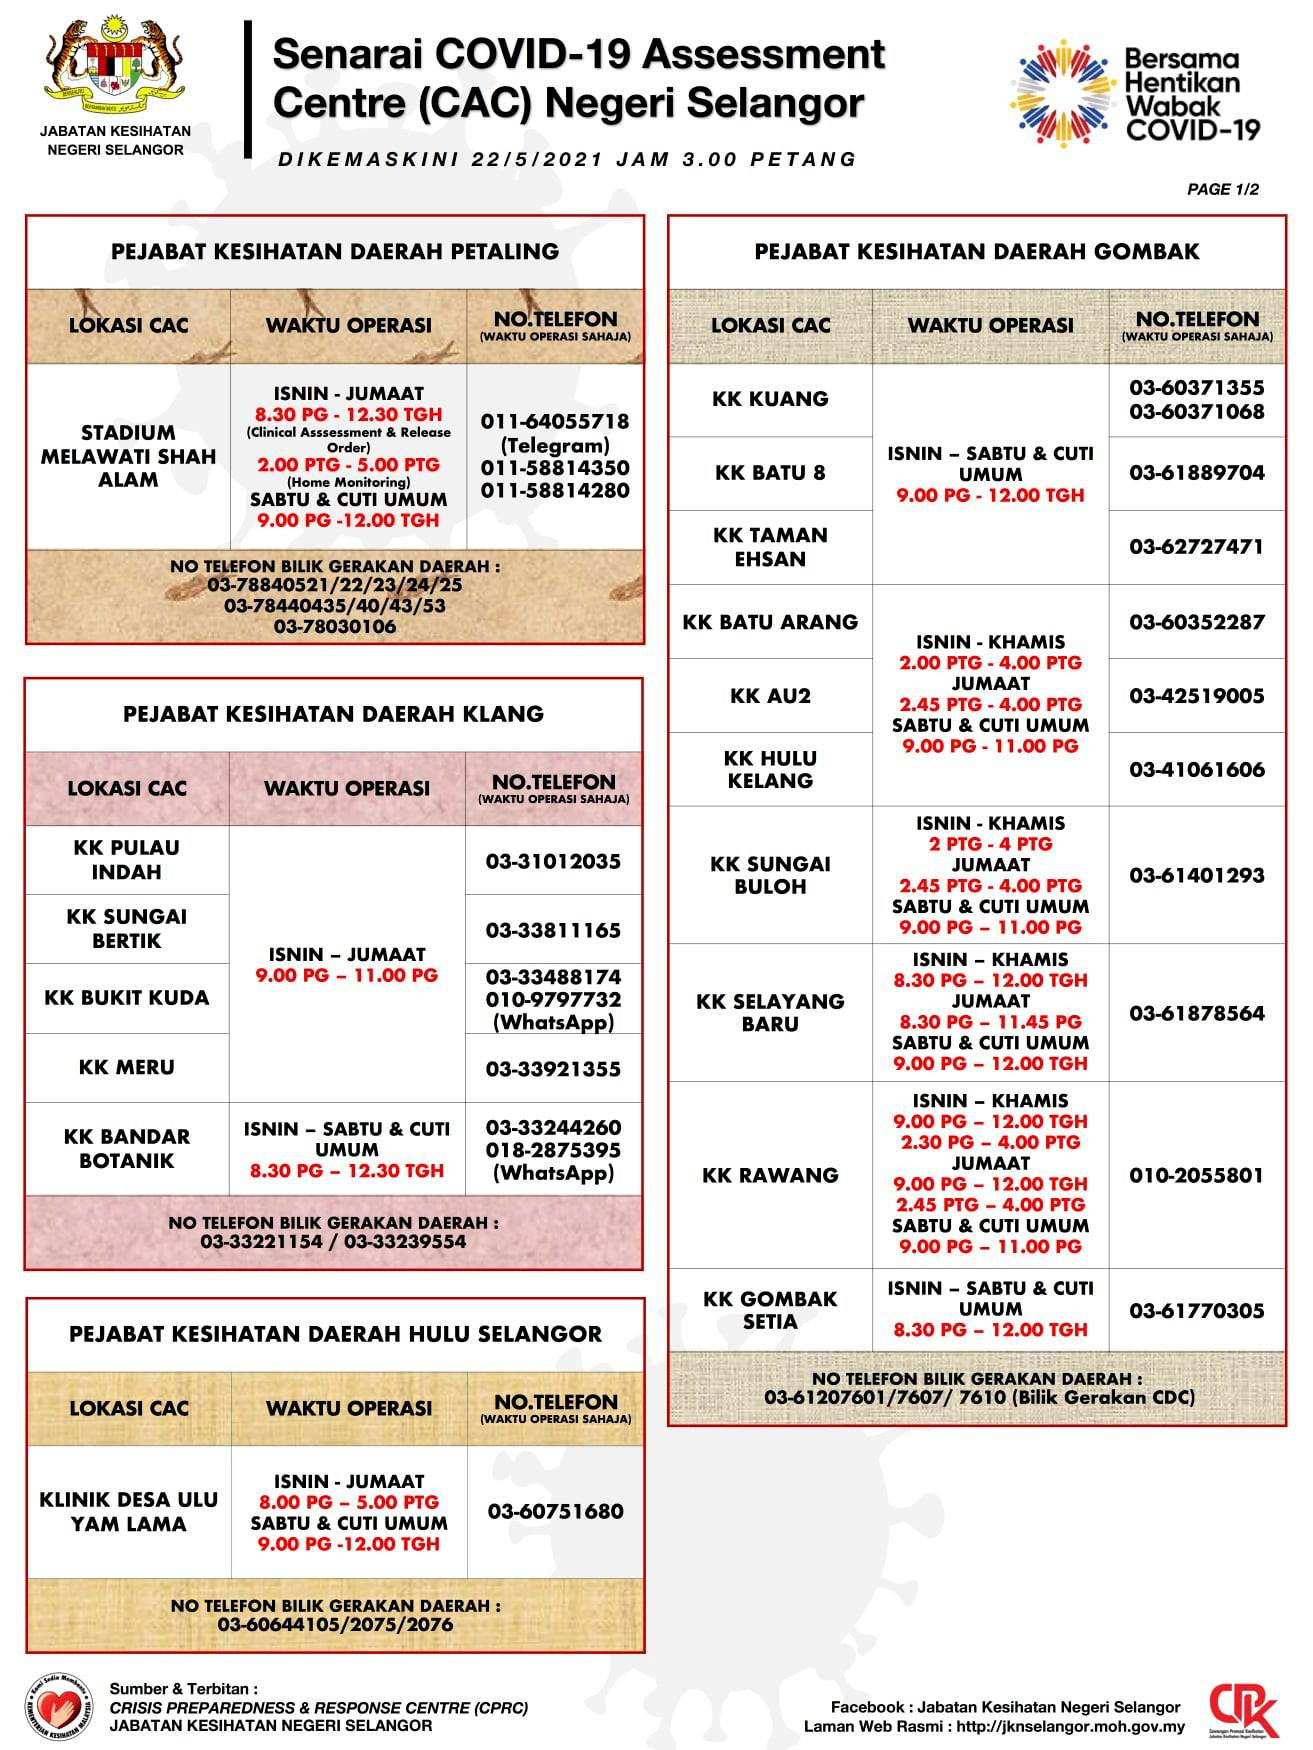 JABATAN KESIHATAN
NEGERI SELANGOR
Senarai COVID-19 Assessment
Centre (CAC) Negeri Selangor
DIKEMASKINI 22/5/2021 JAM 3.00 PETANG
Bersama
Hentikan
Wabak
COVID-19
PAGE 1/2
PEJABAT KESIHATAN DAERAH PETALING
LOKASI CAC
WAKTU OPERASI
NO.TELEFON
(WAKTU OPERASI SAHAJA)
STADIUM
MELAWATI SHAH
ALAM
ISNIN - JUMAAT
8.30 PG - 12.30 TGH
(Clinical Asssessment & Release
Order)
2.00 PTG - 5.00 PTG
(Home Monitoring)
SABTU & CUTI UMUM
9.00 PG -12.00 TGH
011-64055718
(Telegram)
011-58814350
011-58814280
NO TELEFON BILIK GERAKAN DAERAH :
03-78840521/22/23/24/25
03-78440435/40/43/53
03-78030106
PEJABAT KESIHATAN DAERAH KLANG
LOKASI CAC
WAKTU OPERASI
NO.TELEFON
(WAKTU OPERASI SAHAJA)
KK PULAU
INDAH
03-31012035
KK SUNGAI
BERTIK
03-33811165
ISNIN – JUMAAT
9.00 PG – 11.00 PG
KK BUKIT KUDA
03-33488174
010-9797732
(WhatsApp)
KK MERU
03-33921355
KK BANDAR
BOTANIK
ISNIN – SABTU & CUTI
UMUM
8.30 PG – 12.30 TGH
03-33244260
018-2875395
(WhatsApp)
NO TELEFON BILIK GERAKAN DAERAH :
03-33221154 / 03-33239554
PEJABAT KESIHATAN DAERAH HULU SELANGOR
LOKASI CAC
WAKTU OPERASI
NO.TELEFON
(WAKTU OPERASI SAHAJA)
KLINIK DESA ULU
YAM LAMA
ISNIN - JUMAAT
8.00 PG – 5.00 PTG
SABTU & CUTI UMUM
9.00 PG -12.00 TGH
03-60751680
NO TELEFON BILIK GERAKAN DAERAH :
03-60644105/2075/2076
PEJABAT KESIHATAN DAERAH GOMBAK
LOKASI CAC
WAKTU OPERASI
NO.TELEFON
(WAKTU OPERASI SAHAJA)
KK KUANG
03-60371355
03-60371068
ISNIN – SABTU & CUTI
UMUM
9.00 PG - 12.00 TGH
KK BATU 8
03-61889704
KK TAMAN
EHSAN
03-62727471
KK BATU ARANG
03-60352287
ISNIN - KHAMIS
2.00 PTG - 4.00 PTG
JUMAAT
2.45 PTG - 4.00 PTG
SABTU & CUTI UMUM
9.00 PG - 11.00 PG
KK AU2
03-42519005
KK HULU
KELANG
03-41061606
KK SUNGAI
BULOH
ISNIN - KHAMIS
2 PTG - 4 PTG
JUMAAT
2.45 PTG - 4.00 PTG
SABTU & CUTI UMUM
9.00 PG – 11.00 PG
03-61401293
KK SELAYANG
BARU
ISNIN – KHAMIS
8.30 PG – 12.00 TGH
JUMAAT
8.30 PG – 11.45 PG
SABTU & CUTI UMUM
9.00 PG – 12.00 TGH
03-61878564
KK RAWANG
ISNIN – KHAMIS
9.00 PG – 12.00 TGH
2.30 PG – 4.00 PTG
JUMAAT
9.00 PG – 12.00 TGH
2.45 PTG – 4.00 PTG
SABTU & CUTI UMUM
9.00 PG – 11.00 PG
010-2055801
KK GOMBAK
SETIA
ISNIN – SABTU & CUTI
UMUM
8.30 PG – 12.00 TGH
03-61770305
NO TELEFON BILIK GERAKAN DAERAH :
03-61207601/7607/ 7610 (Bilik Gerakan CDC)
Kami Sedia Membantu
KEMENTERIAN KESIHATAN MALAYSIA
Sumber & Terbitan :
CRISIS PREPAREDNESS & RESPONSE CENTRE (CPRC)
JABATAN KESIHATAN NEGERI SELANGOR
Facebook : Jabatan Kesihatan Negeri Selangor
Laman Web Rasmi : http://jknselangor.moh.gov.my
CPK
Cawangan Promosi Kesihatan
Jabatan Kesihatan Negeri Selangor